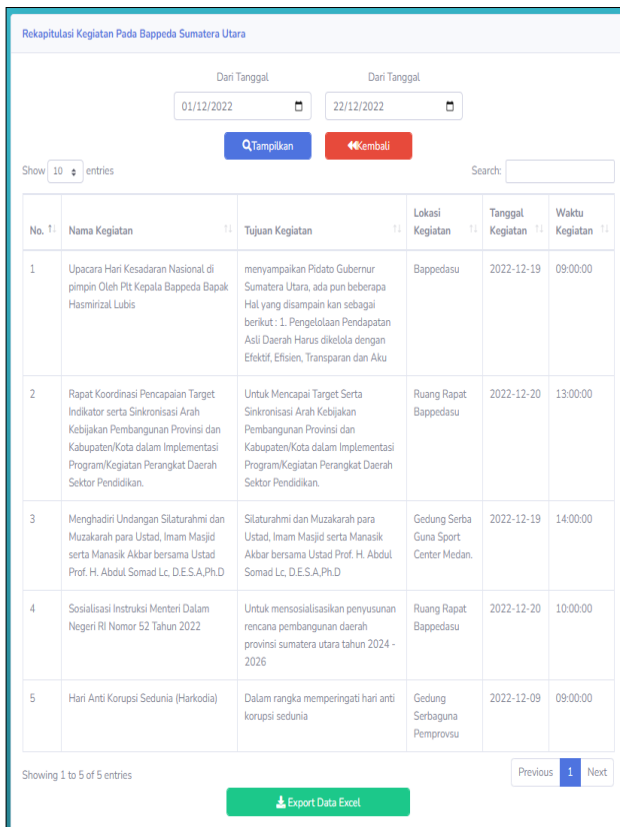 Rekapitulasi Kegiatan Pada Bappeda Sumatera Utara
Dari Tanggal
Dari Tanggal
01/12/2022
22/12/2022
Tampilkan
Kembali
Show 10 entries
Search:
No.
Nama Kegiatan
Tujuan Kegiatan
Lokasi
Kegiatan
Tanggal
Kegiatan
Waktu
Kegiatan
1
Upacara Hari Kesadaran Nasional di
pimpin Oleh Plt Kepala Bappeda Bapak
Hasmirizal Lubis
menyampaikan Pidato Gubernur
Sumatera Utara, ada pun beberapa
Hal yang disampain kan sebagai
berikut : 1. Pengelolaan Pendapatan
Asli Daerah Harus dikelola dengan
Efektif, Efisien, Transparan dan Aku
Bappedasu
2022-12-19
09:00:00
2
Rapat Koordinasi Pencapaian Target
Indikator serta Sinkronisasi Arah
Kebijakan Pembangunan Provinsi dan
Kabupaten/Kota dalam Implementasi
Program/Kegiatan Perangkat Daerah
Sektor Pendidikan.
Untuk Mencapai Target Serta
Sinkronisasi Arah Kebijakan
Pembangunan Provinsi dan
Kabupaten/Kota dalam Implementasi
Program/Kegiatan Perangkat Daerah
Sektor Pendidikan.
Ruang Rapat
Bappedasu
2022-12-20
13:00:00
3
Menghadiri Undangan Silaturahmi dan
Muzakarah para Ustad, Imam Masjid
serta Manasik Akbar bersama Ustad
Prof. H. Abdul Somad Lc, D.E.S.A,Ph.D
Silaturahmi dan Muzakarah para
Ustad, Imam Masjid serta Manasik
Akbar bersama Ustad Prof. H. Abdul
Somad Lc, D.E.S.A,Ph.D
Gedung Serba
Guna Sport
Center Medan.
2022-12-19
14:00:00
4
Sosialisasi Instruksi Menteri Dalam
Negeri RI Nomor 52 Tahun 2022
Untuk mensosialisasikan penyusunan
rencana pembangunan daerah
provinsi sumatera utara tahun 2024 -
2026
Ruang Rapat
Bappedasu
2022-12-20
10:00:00
5
Hari Anti Korupsi Sedunia (Harkodia)
Dalam rangka memperingati hari anti
korupsi sedunia
Gedung
Serbaguna
Pemprovsu
2022-12-09
09:00:00
Showing 1 to 5 of 5 entries
Previous 1 Next
Export Data Excel